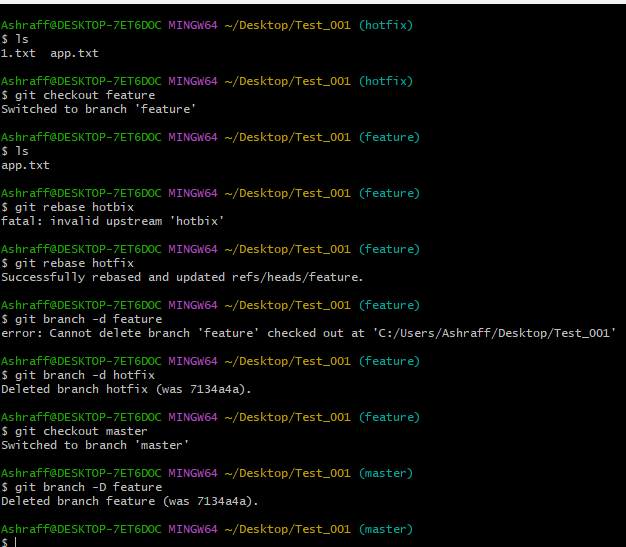 Ashraff@DESKTOP-7ET6DOC MINGW64 ~/Desktop/Test_001 (hotfix)
$ ls
1.txt  app.txt
Ashraff@DESKTOP-7ET6DOC MINGW64 ~/Desktop/Test_001 (hotfix)
$ git checkout feature
Switched to branch 'feature'
Ashraff@DESKTOP-7ET6DOC MINGW64 ~/Desktop/Test_001 (feature)
$ ls
app.txt
Ashraff@DESKTOP-7ET6DOC MINGW64 ~/Desktop/Test_001 (feature)
$ git rebase hotbix
fatal: invalid upstream 'hotbix'
Ashraff@DESKTOP-7ET6DOC MINGW64 ~/Desktop/Test_001 (feature)
$ git rebase hotfix
Successfully rebased and updated refs/heads/feature.
Ashraff@DESKTOP-7ET6DOC MINGW64 ~/Desktop/Test_001 (feature)
$ git branch -d feature
error: Cannot delete branch 'feature' checked out at 'C:/Users/Ashraff/Desktop/Test_001'
Ashraff@DESKTOP-7ET6DOC MINGW64 ~/Desktop/Test_001 (feature)
$ git branch -d hotfix
Deleted branch hotfix (was 7134a4a).
Ashraff@DESKTOP-7ET6DOC MINGW64 ~/Desktop/Test_001 (feature)
$ git checkout master
Switched to branch 'master'
Ashraff@DESKTOP-7ET6DOC MINGW64 ~/Desktop/Test_001 (master)
$ git branch -D feature
Deleted branch feature (was 7134a4a).
Ashraff@DESKTOP-7ET6DOC MINGW64 ~/Desktop/Test_001 (master)
$